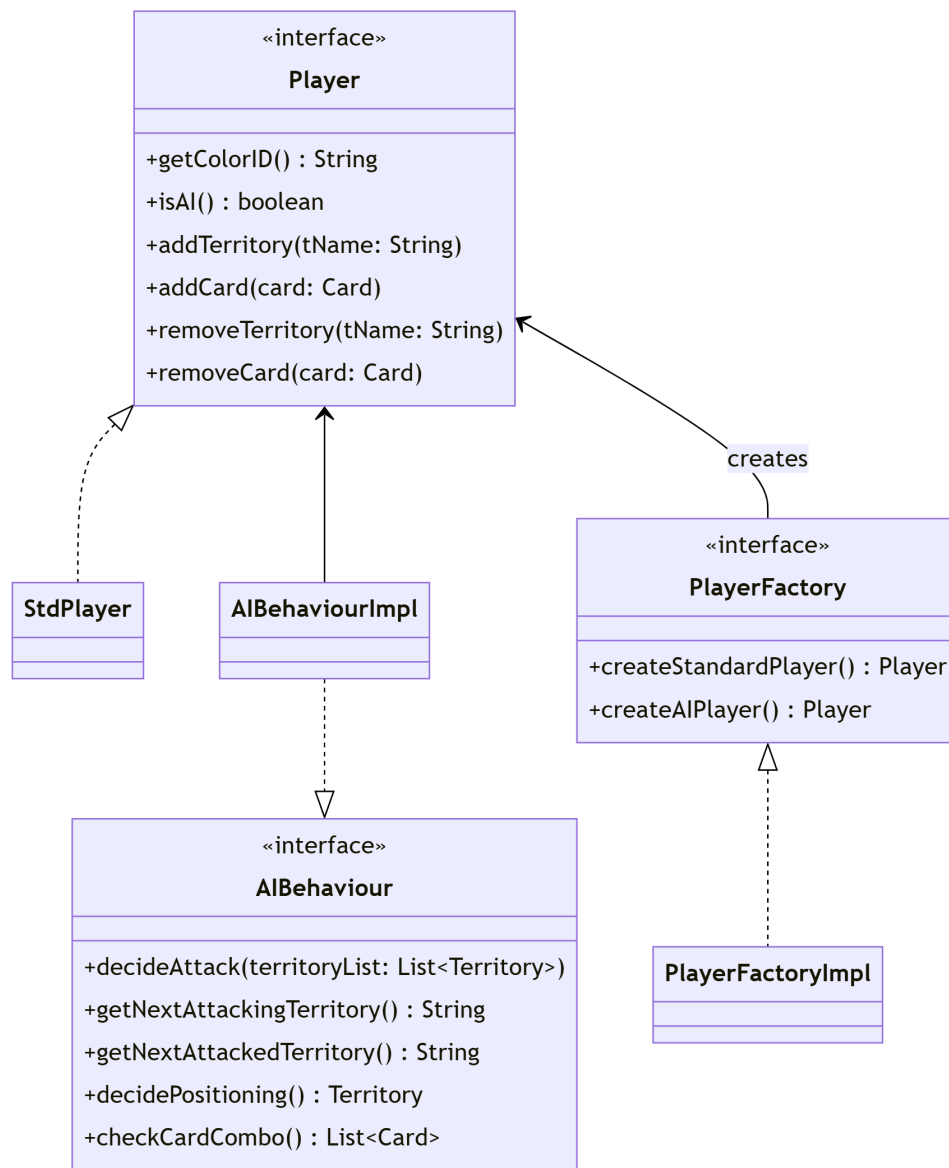 «interface»
Player
+getColorID() : String
+isAI() : boolean
+addTerritory(tName: String)
+addCard(card: Card)
+removeTerritory(tName: String)
+removeCard(card: Card)
creates
«interface»
PlayerFactory
+createStandardPlayer() : Player
+createAIPlayer() : Player
StdPlayer
AIBehaviourImpl
«interface»
AIBehaviour
+decideAttack(territoryList: List<Territory>)
+getNextAttackingTerritory() : String
+getNextAttackedTerritory() : String
+decidePositioning() : Territory
+checkCardCombo() : List<Card>
PlayerFactoryImpl